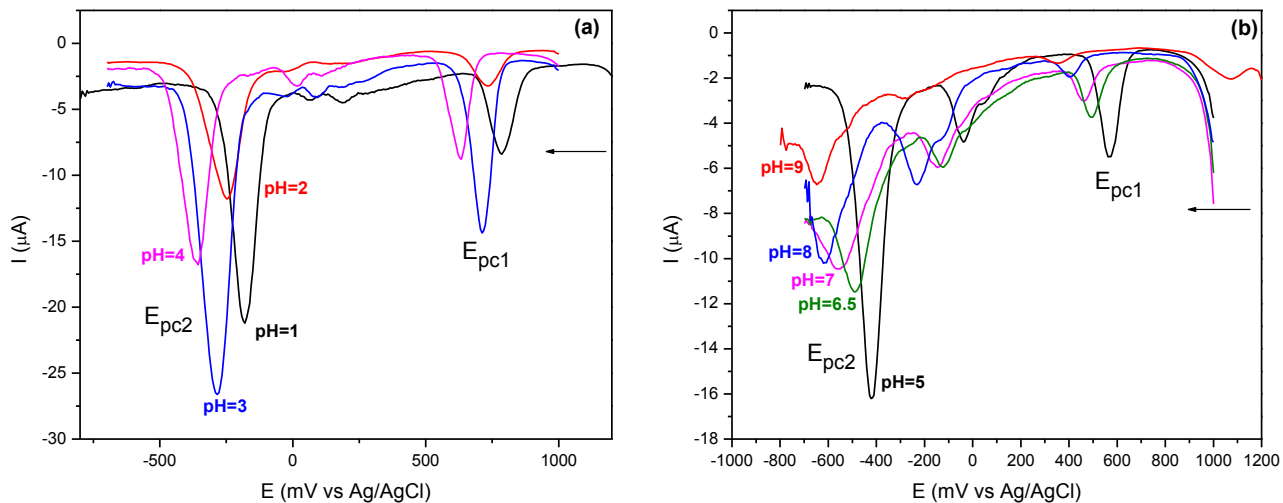 (a)
0
-5
-10
-15
-20
-25
-30
-500
0
500
1000
I (µA)
E (mV vs Ag/AgCl)
pH=2
pH=4
pH=1
pH=3
Epc1
Epc2
(b)
0
-2
-4
-6
-8
-10
-12
-14
-16
-18
-1000
-800
-600
-400
-200
0
200
400
600
800
1000
1200
I (µA)
E (mV vs Ag/AgCl)
pH=9
pH=8
pH=7
pH=6.5
pH=5
Epc1
Epc2